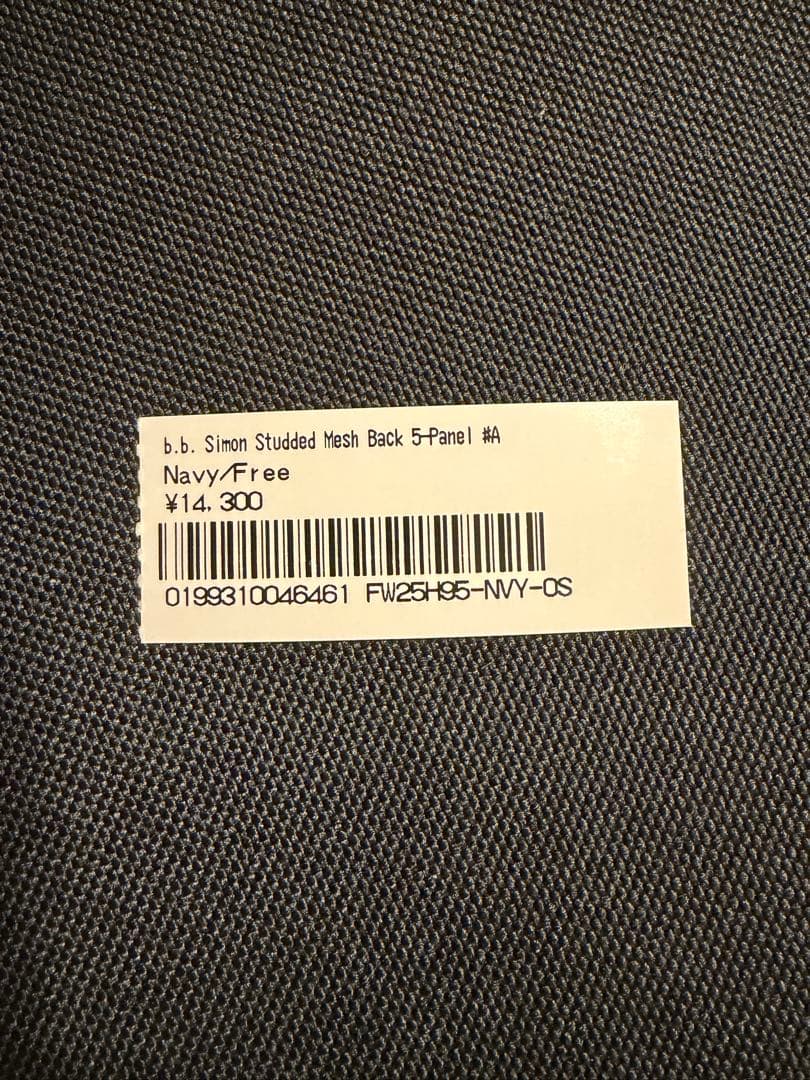 b.b. Simon Studded Mesh Back 5-Panel #A
Navy/Free
¥14,300
0199310046461 FW25H95-NVY-OS